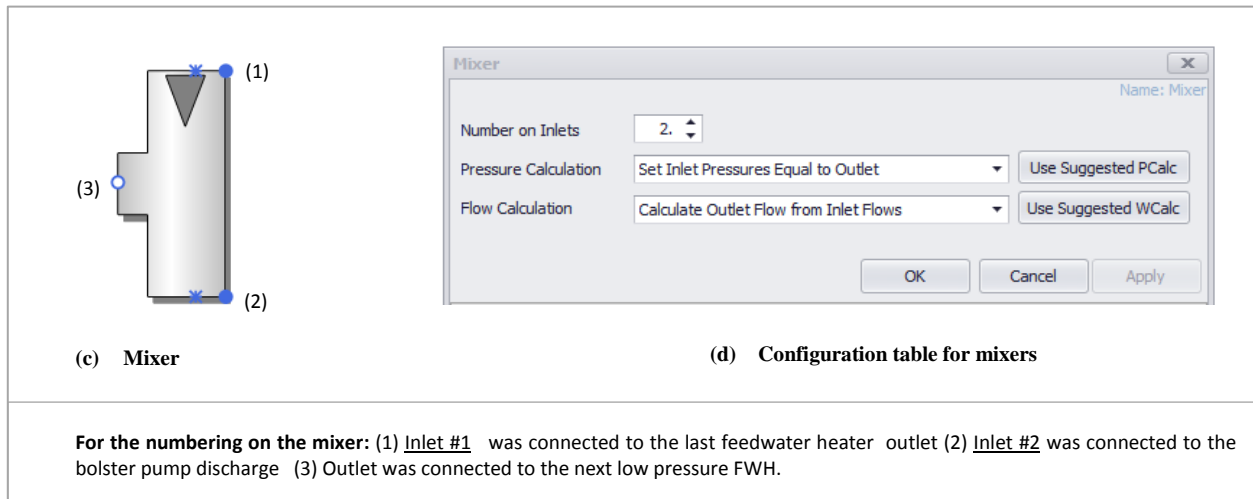 (1)
(3)
(2)
Mixer
X
Name: Mixer
Number on Inlets 2.
Pressure Calculation Set Inlet Pressures Equal to Outlet Use Suggested PCalc
Flow Calculation Calculate Outlet Flow from Inlet Flows Use Suggested WCalc
OK Cancel Apply
(c) Mixer
(d) Configuration table for mixers
For the numbering on the mixer: (1) Inlet #1 was connected to the last feedwater heater outlet (2) Inlet #2 was connected to the
bolster pump discharge (3) Outlet was connected to the next low pressure FWH.